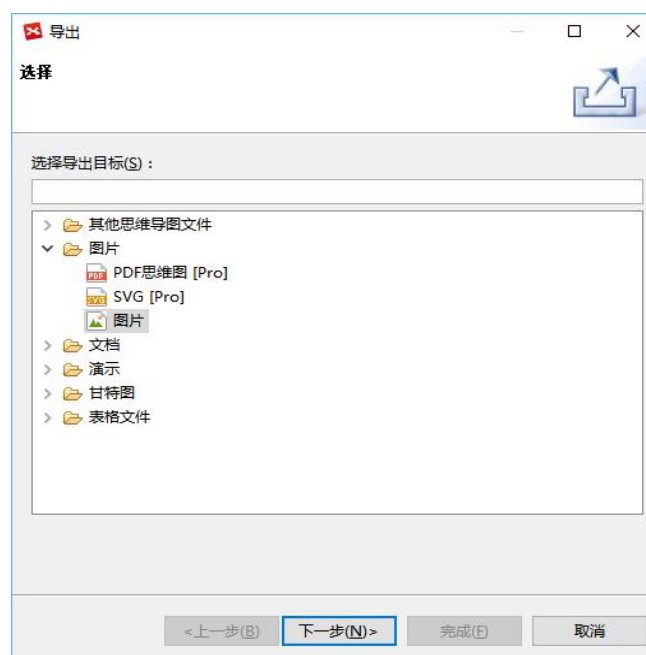 导出
选择
选择导出目标(S)：
其他思维导图文件
图片
PDF思维图 [Pro]
SVG [Pro]
图片
文档
演示
甘特图
表格文件
<上一步(B)
下一步(N)>
完成(F)
取消